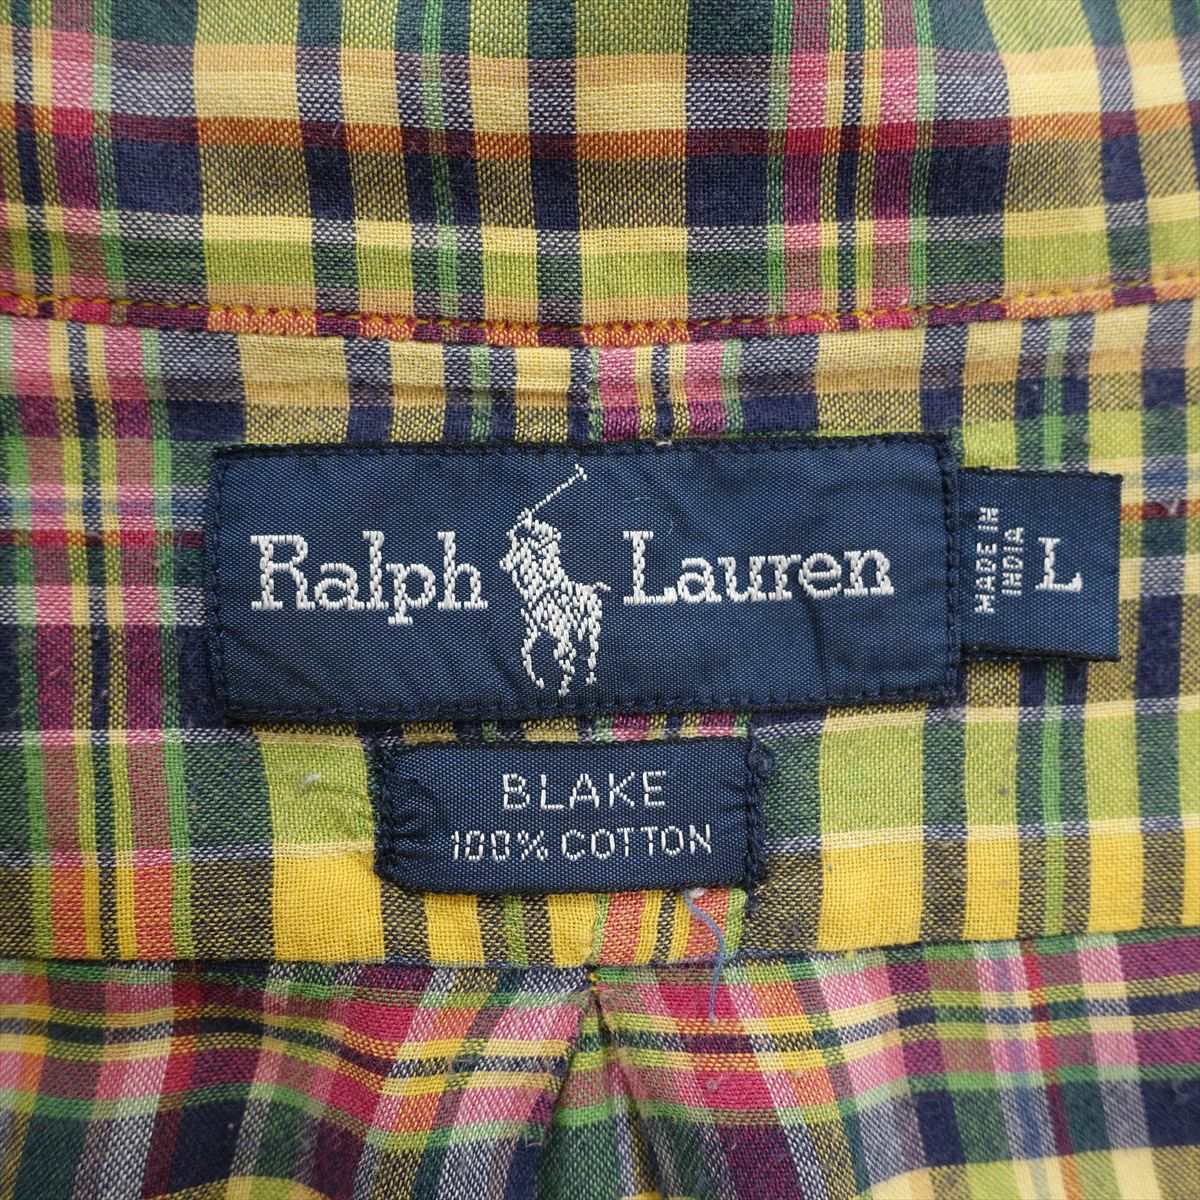 Ralph Lauren
MADE IN
INDIA
L
BLAKE
100% COTTON